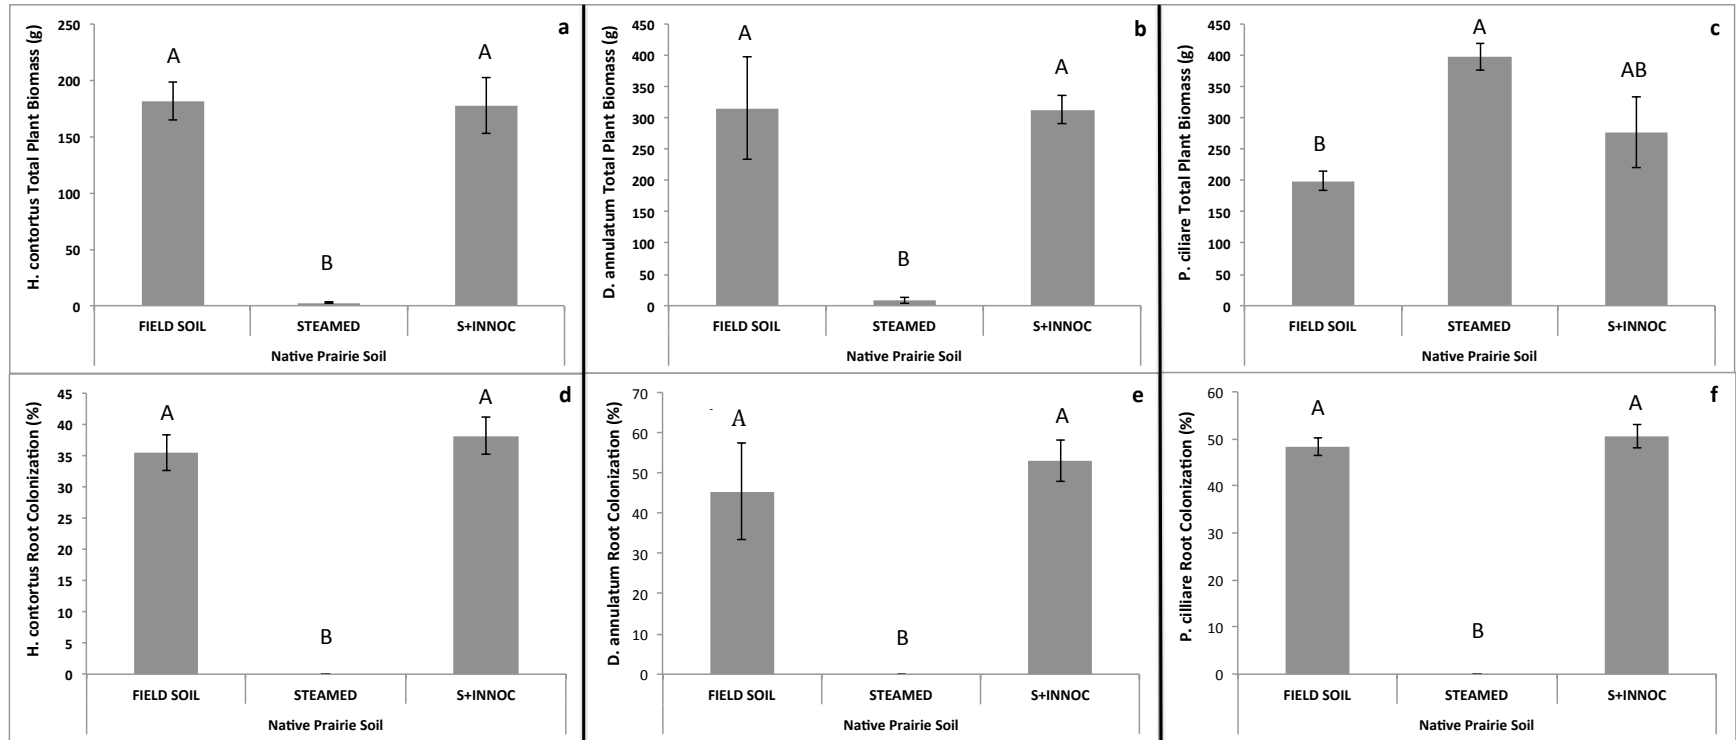 H. contortus Total Plant Biomass (g)
250
200
150
100
50
0
a
A
B
A
FIELD SOIL STEAMED S+INNOC
Native Prairie Soil
D. annulatum Total Plant Biomass (g)
450
400
350
300
250
200
150
100
50
0
b
A
B
A
FIELD SOIL STEAMED S+INNOC
Native Prairie Soil
P. ciliare Total Plant Biomass (g)
450
400
350
300
250
200
150
100
50
0
c
B
A
AB
FIELD SOIL STEAMED S+INNOC
Native Prairie Soil
H. contortus Root Colonization (%)
45
40
35
30
25
20
15
10
5
0
d
A
B
A
FIELD SOIL STEAMED S+INNOC
Native Prairie Soil
D. annulatum Root Colonization (%)
70
60
50
40
30
20
10
0
e
A
B
A
FIELD SOIL STEAMED S+INNOC
Native Prairie Soil
P. cilliare Root Colonization (%)
60
50
40
30
20
10
0
f
A
B
A
FIELD SOIL STEAMED S+INNOC
Native Prairie Soil